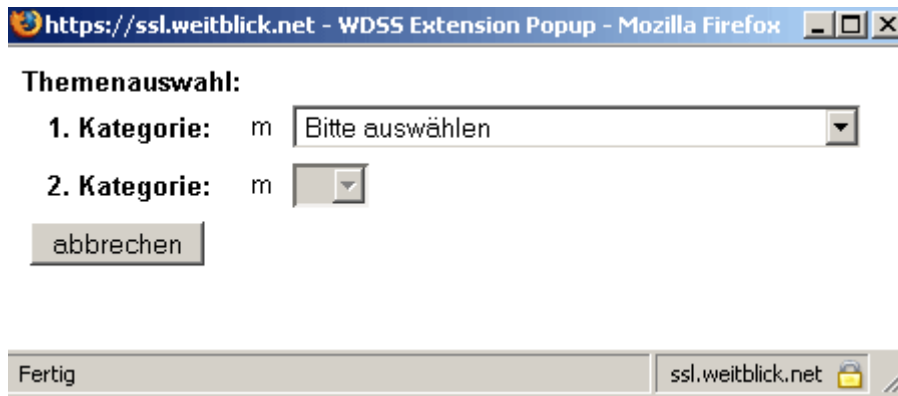 https://ssl.weitblick.net - WDSS Extension Popup - Mozilla Firefox
Themenauswahl:
1. Kategorie: m Bitte auswählen
2. Kategorie: m
abbrechen
Fertig ssl.weitblick.net